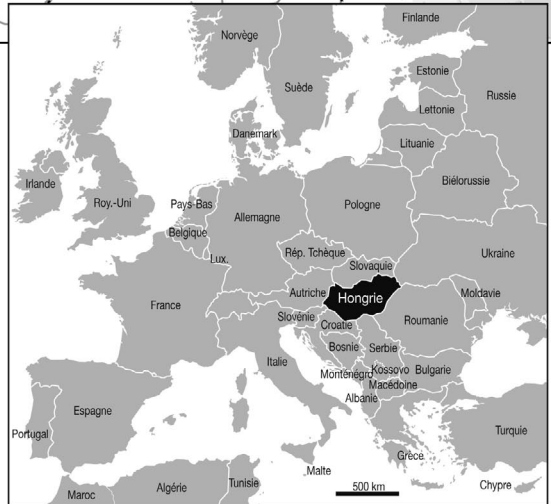 Finlande
Norvège
Suède
Estonie
Russie
Lettonie
Danemark
Lituanie
Irlande
Roy.-Uni
Pays-Bas
Biélorussie
Allemagne
Pologne
Belgique
Lux.
Rép. Tchèque
Ukraine
Slovaquie
Autriche
Hongrie
Moldavie
France
Slovénie
Croatie
Roumanie
Bosnie
Serbie
Italie
Monténégro
Kossovo
Bulgarie
Macédoine
Albanie
Espagne
Portugal
Turquie
Grèce
Malte
Maroc
Algérie
Tunisie
500 km
Chypre